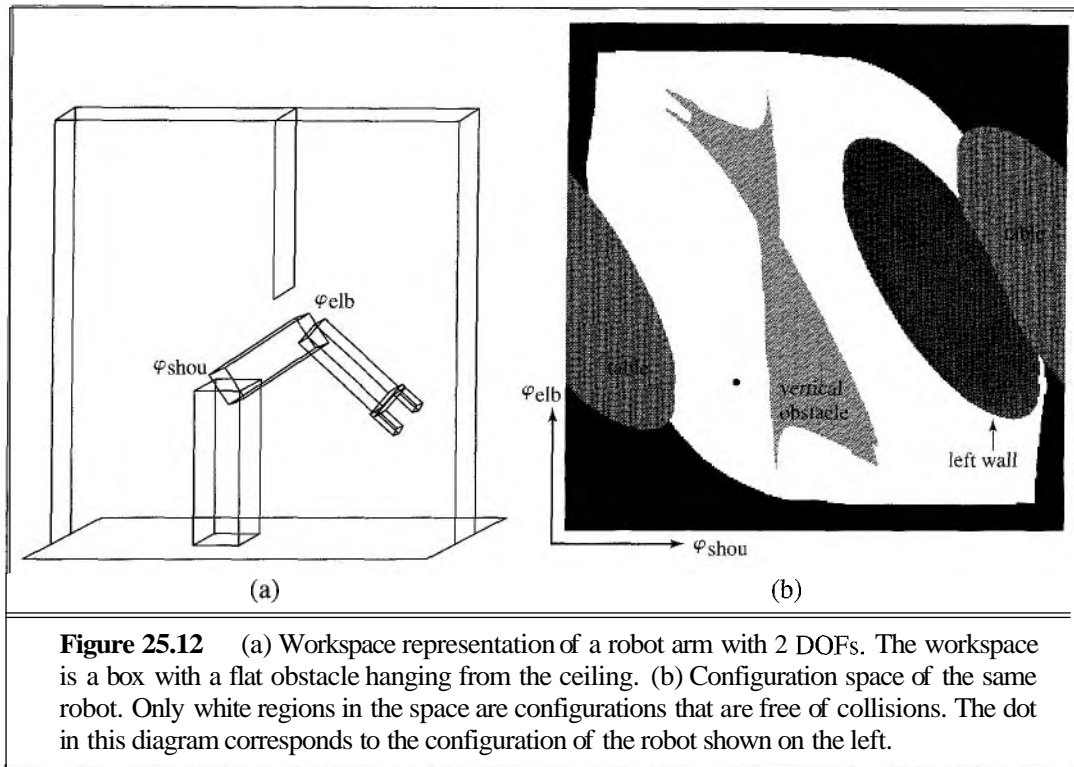 φelb
φshou
(a)
table
table
vertical
obstacle
left wall
φelb
φshou
(b)
Figure 25.12 (a) Workspace representation of a robot arm with 2 DOFs. The workspace
is a box with a flat obstacle hanging from the ceiling. (b) Configuration space of the same
robot. Only white regions in the space are configurations that are free of collisions. The dot
in this diagram corresponds to the configuration of the robot shown on the left.